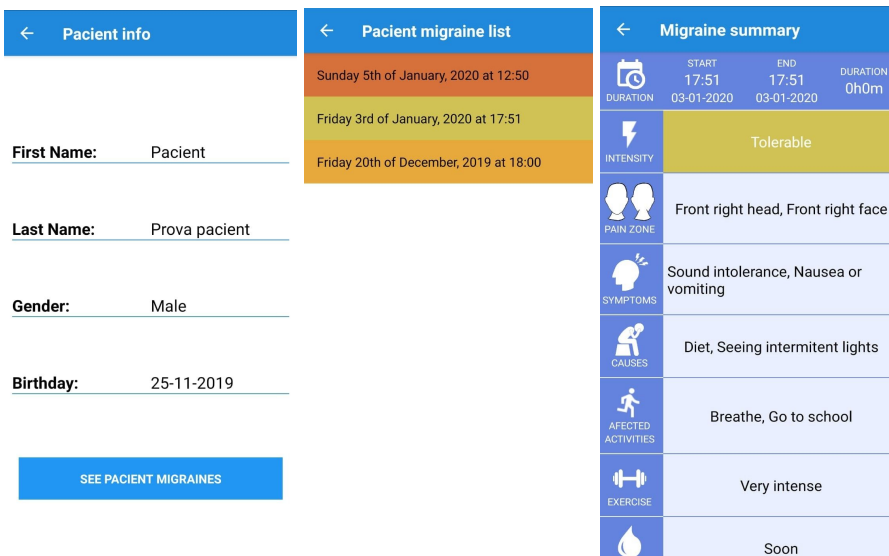 Pacient info
First Name: Pacient
Last Name: Prova pacient
Gender: Male
Birthday: 25-11-2019
SEE PACIENT MIGRAINES
Pacient migraine list
Sunday 5th of January, 2020 at 12:50
Friday 3rd of January, 2020 at 17:51
Friday 20th of December, 2019 at 18:00
Migraine summary
START END DURATION
17:51 17:51 0h0m
DURATION 03-01-2020 03-01-2020
INTENSITY Tolerable
PAIN ZONE Front right head, Front right face
SYMPTOMS Sound intolerance, Nausea or
vomiting
CAUSES Diet, Seeing intermitent lights
AFECTED
ACTIVITIES Breathe, Go to school
EXERCISE Very intense
Soon